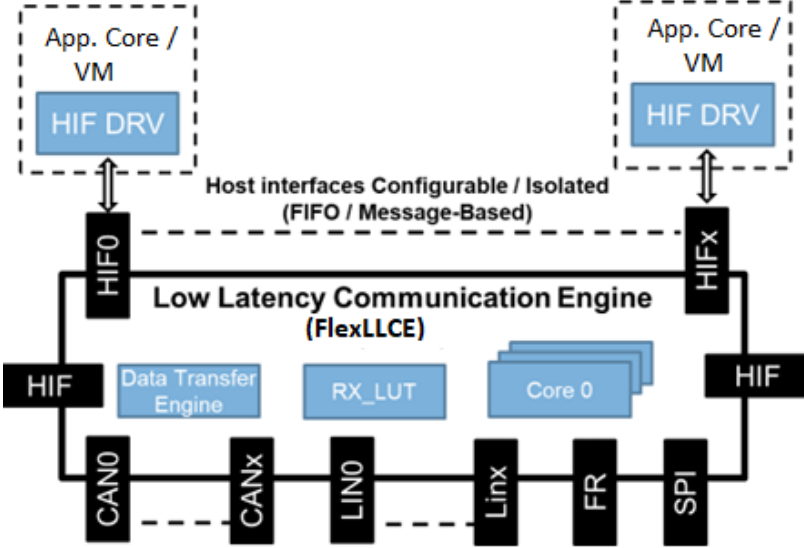 App. Core /
VM
HIF DRV
App. Core /
VM
HIF DRV
Host interfaces Configurable / Isolated
(FIFO / Message-Based)
HIF0
HIFx
Low Latency Communication Engine
(FlexLLCE)
HIF
Data Transfer
Engine
RX_LUT
Core 0
HIF
CAN0
CANx
LIN0
Linx
FR
SPI